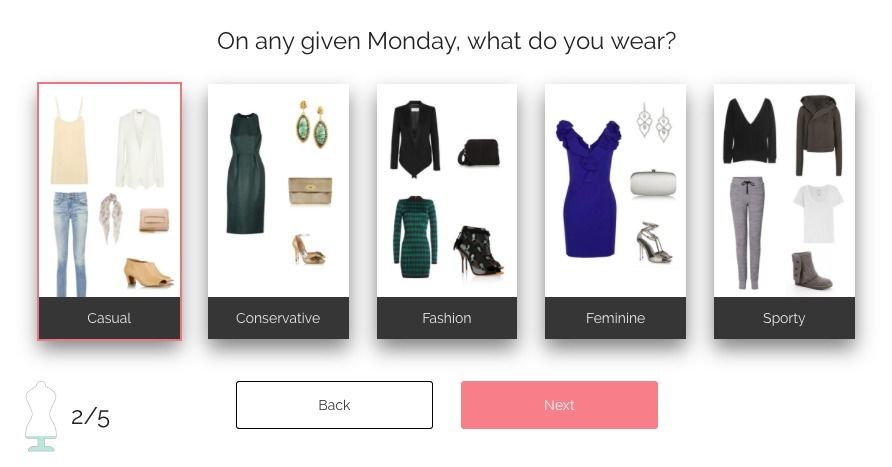 On any given Monday, what do you wear?
Casual
Conservative
Fashion
Feminine
Sporty
2/5
Back
Next